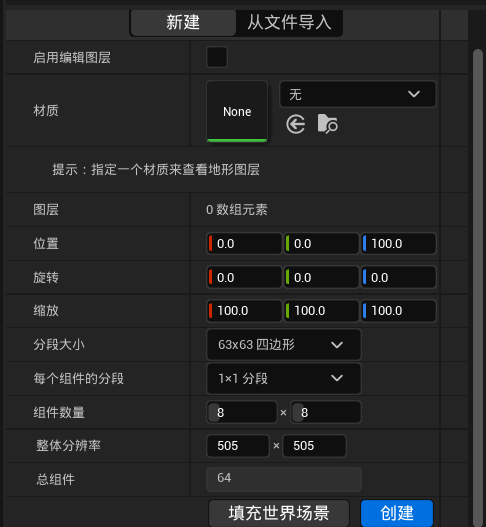 新建 从文件导入
启用编辑图层
材质 None 无
提示：指定一个材质来查看地形图层
图层 0 数组元素
位置 0.0 0.0 100.0
旋转 0.0 0.0 0.0
缩放 100.0 100.0 100.0
分段大小 63x63 四边形
每个组件的分段 1×1 分段
组件数量 8 × 8
整体分辨率 505 × 505
总组件 64
填充世界场景 创建